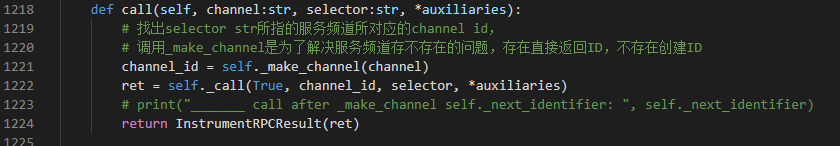 1218 def call(self, channel:str, selector:str, *auxiliaries):
1219 # 找出selector str所指的服务频道所对应的channel id,
1220 # 调用_make_channel是为了解决服务频道存不存在的问题，存在直接返回ID，不存在创建ID
1221 channel_id = self._make_channel(channel)
1222 ret = self._call(True, channel_id, selector, *auxiliaries)
1223 # print("_______ call after _make_channel self._next_identifier: ", self._next_identifier)
1224 return InstrumentRPCResult(ret)
1225